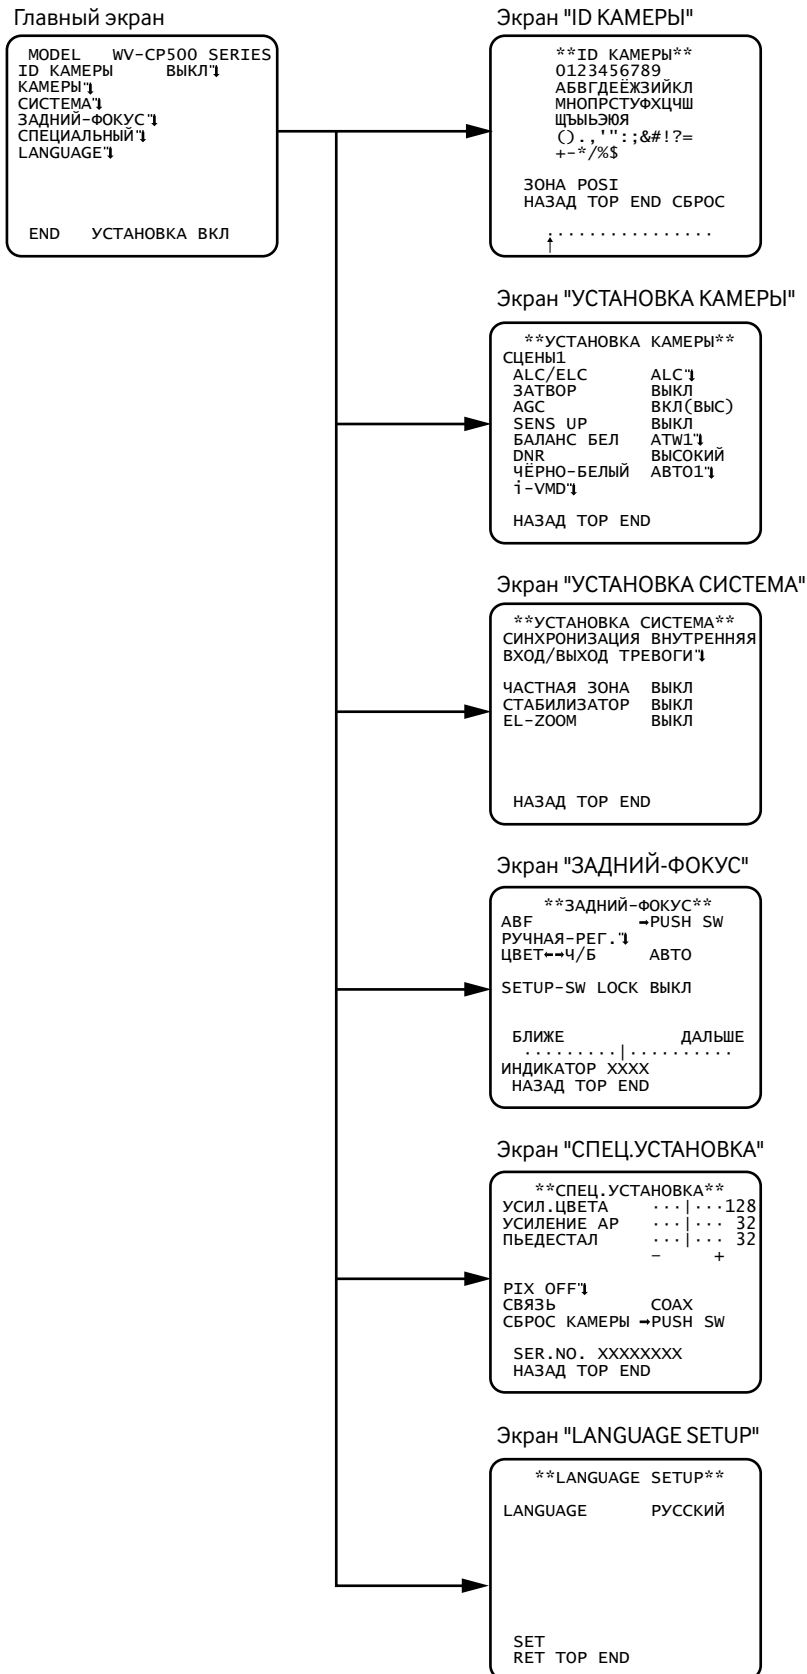 Главный экран
MODEL WV-CP500 SERIES
ID КАМЕРЫ ВЫКЛ
КАМЕРЫ
СИСТЕМА
ЗАДНИЙ-ФОКУС
СПЕЦИАЛЬНЫЙ
LANGUAGE
END УСТАНОВКА ВКЛ
Экран "ID КАМЕРЫ"
**ID КАМЕРЫ**
0123456789
АБВГДЕЁЖЗИЙКЛ
МНОПРСТУФХЦЧШ
ЩЪЫЬЭЮЯ
().,'":;&#!?=
+-*/%$
ЗОНА POSI
НАЗАД TOP END СБРОС
................
↑
Экран "УСТАНОВКА КАМЕРЫ"
**УСТАНОВКА КАМЕРЫ**
СЦЕНЫ1
ALC/ELC ALC
ЗАТВОР ВЫКЛ
AGC ВКЛ(ВЫС)
SENS UP ВЫКЛ
БАЛАНС БЕЛ ATW1
DNR ВЫСОКИЙ
ЧЁРНО-БЕЛЫЙ АВТО1
i-VMD
НАЗАД TOP END
Экран "УСТАНОВКА СИСТЕМА"
**УСТАНОВКА СИСТЕМА**
СИНХРОНИЗАЦИЯ ВНУТРЕННЯЯ
ВХОД/ВЫХОД ТРЕВОГИ
ЧАСТНАЯ ЗОНА ВЫКЛ
СТАБИЛИЗАТОР ВЫКЛ
EL-ZOOM ВЫКЛ
НАЗАД TOP END
Экран "ЗАДНИЙ-ФОКУС"
**ЗАДНИЙ-ФОКУС**
ABF →PUSH SW
РУЧНАЯ-РЕГ.
ЦВЕТ←→Ч/Б АВТО
SETUP-SW LOCK ВЫКЛ
БЛИЖЕ ДАЛЬШЕ
·········|··········
ИНДИКАТОР XXXX
НАЗАД TOP END
Экран "СПЕЦ.УСТАНОВКА"
**СПЕЦ.УСТАНОВКА**
УСИЛ.ЦВЕТА ···|···128
УСИЛЕНИЕ АР ···|··· 32
ПЬЕДЕСТАЛ ···|··· 32
- +
PIX OFF
СВЯЗЬ COAX
СБРОС КАМЕРЫ →PUSH SW
SER.NO. XXXXXXXX
НАЗАД TOP END
Экран "LANGUAGE SETUP"
**LANGUAGE SETUP**
LANGUAGE РУССКИЙ
SET
RET TOP END